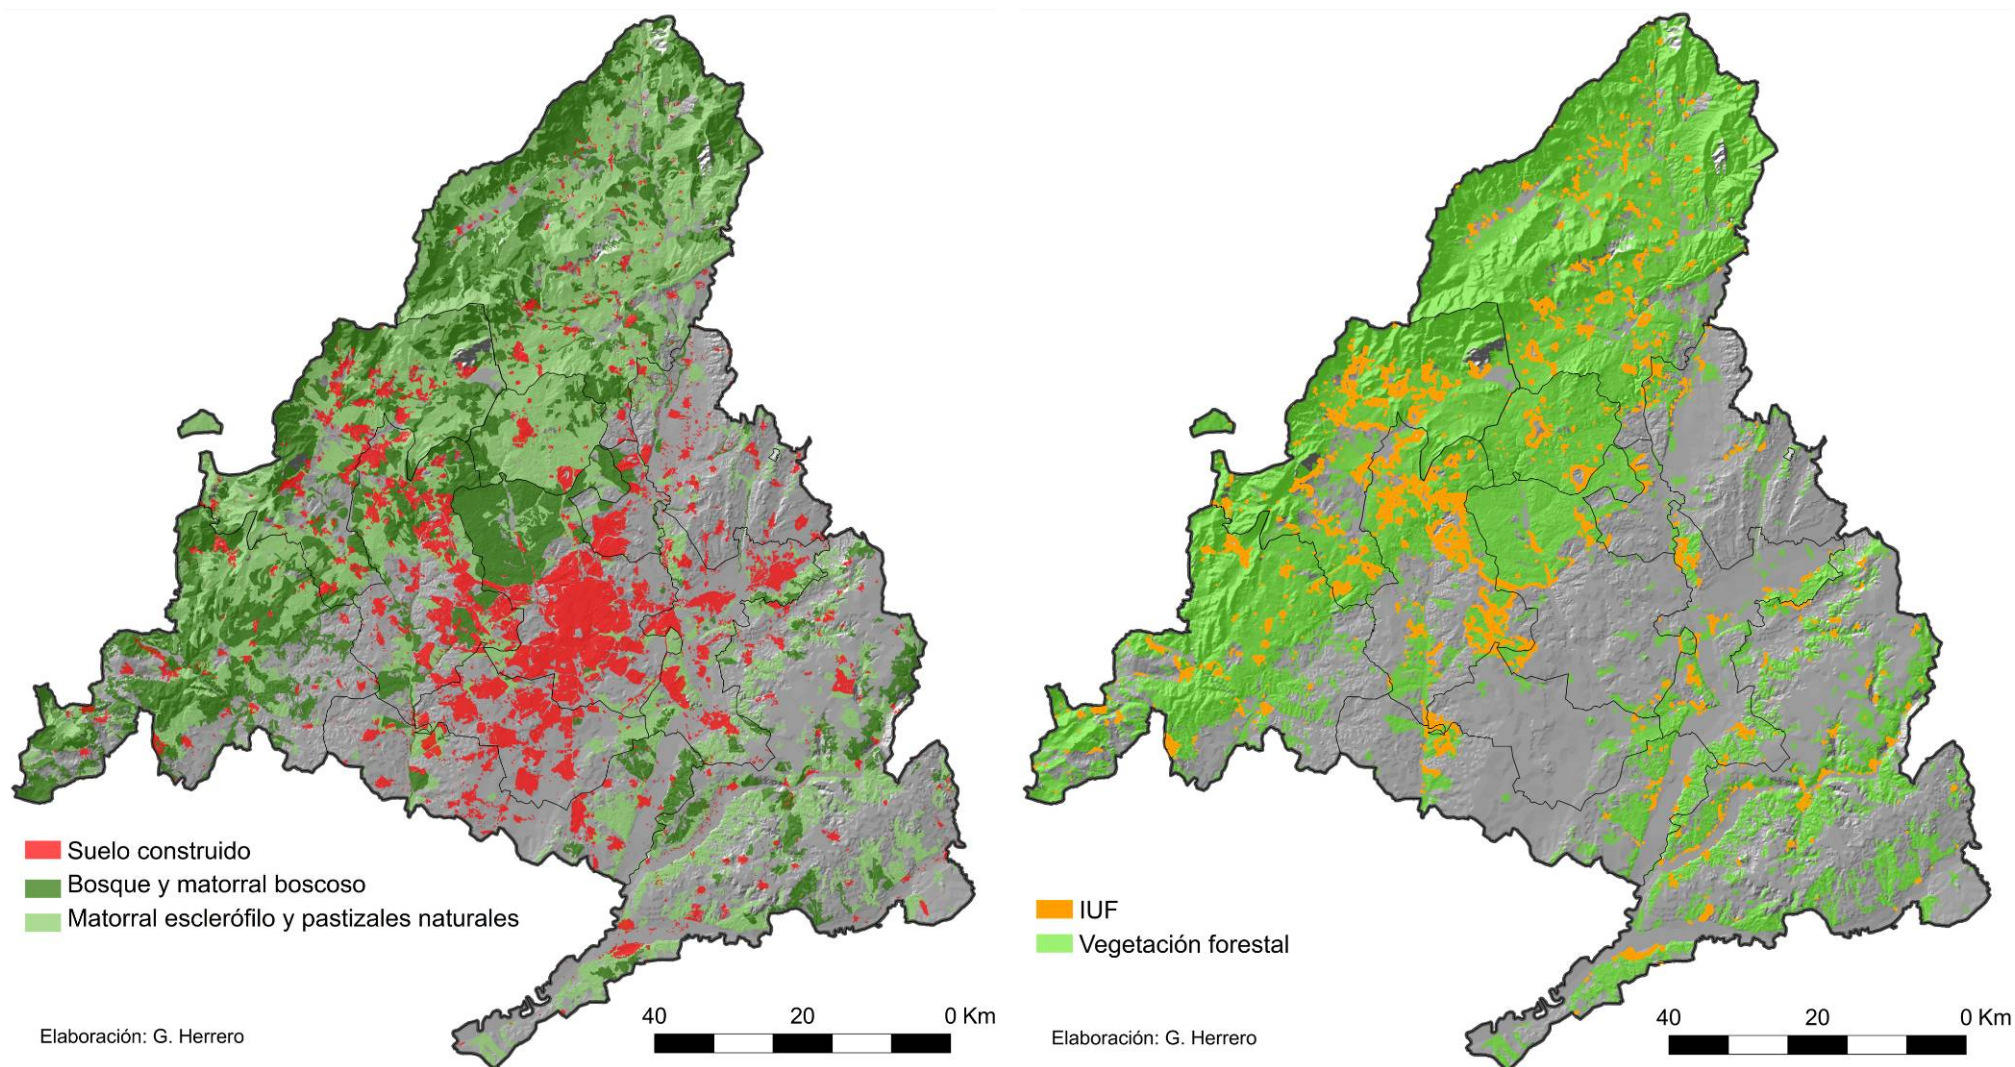 Suelo construido
Bosque y matorral boscoso
Matorral esclerófilo y pastizales naturales
Elaboración: G. Herrero
40 20 0 Km
IUF
Vegetación forestal
Elaboración: G. Herrero
40 20 0 Km